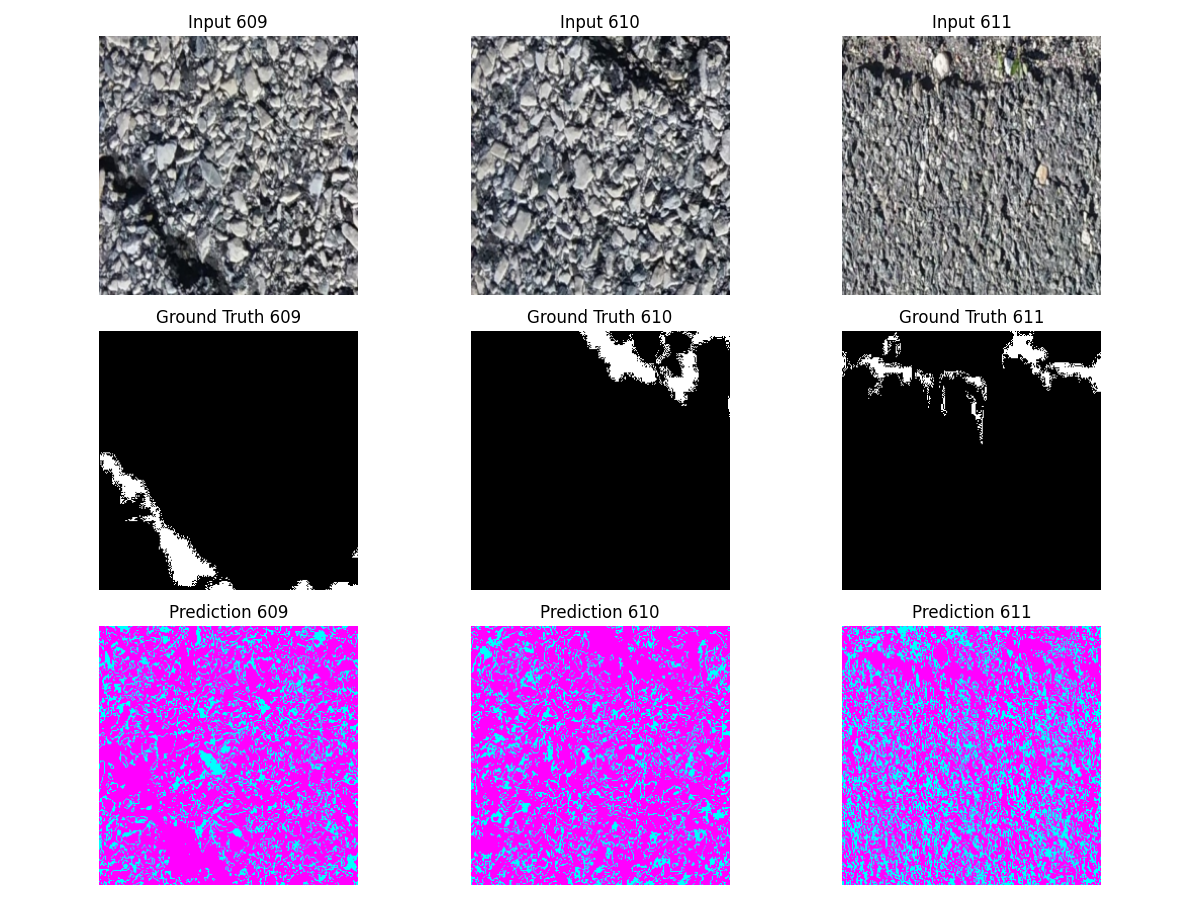 Input 609
Input 610
Input 611
Ground Truth 609
Ground Truth 610
Ground Truth 611
Prediction 609
Prediction 610
Prediction 611